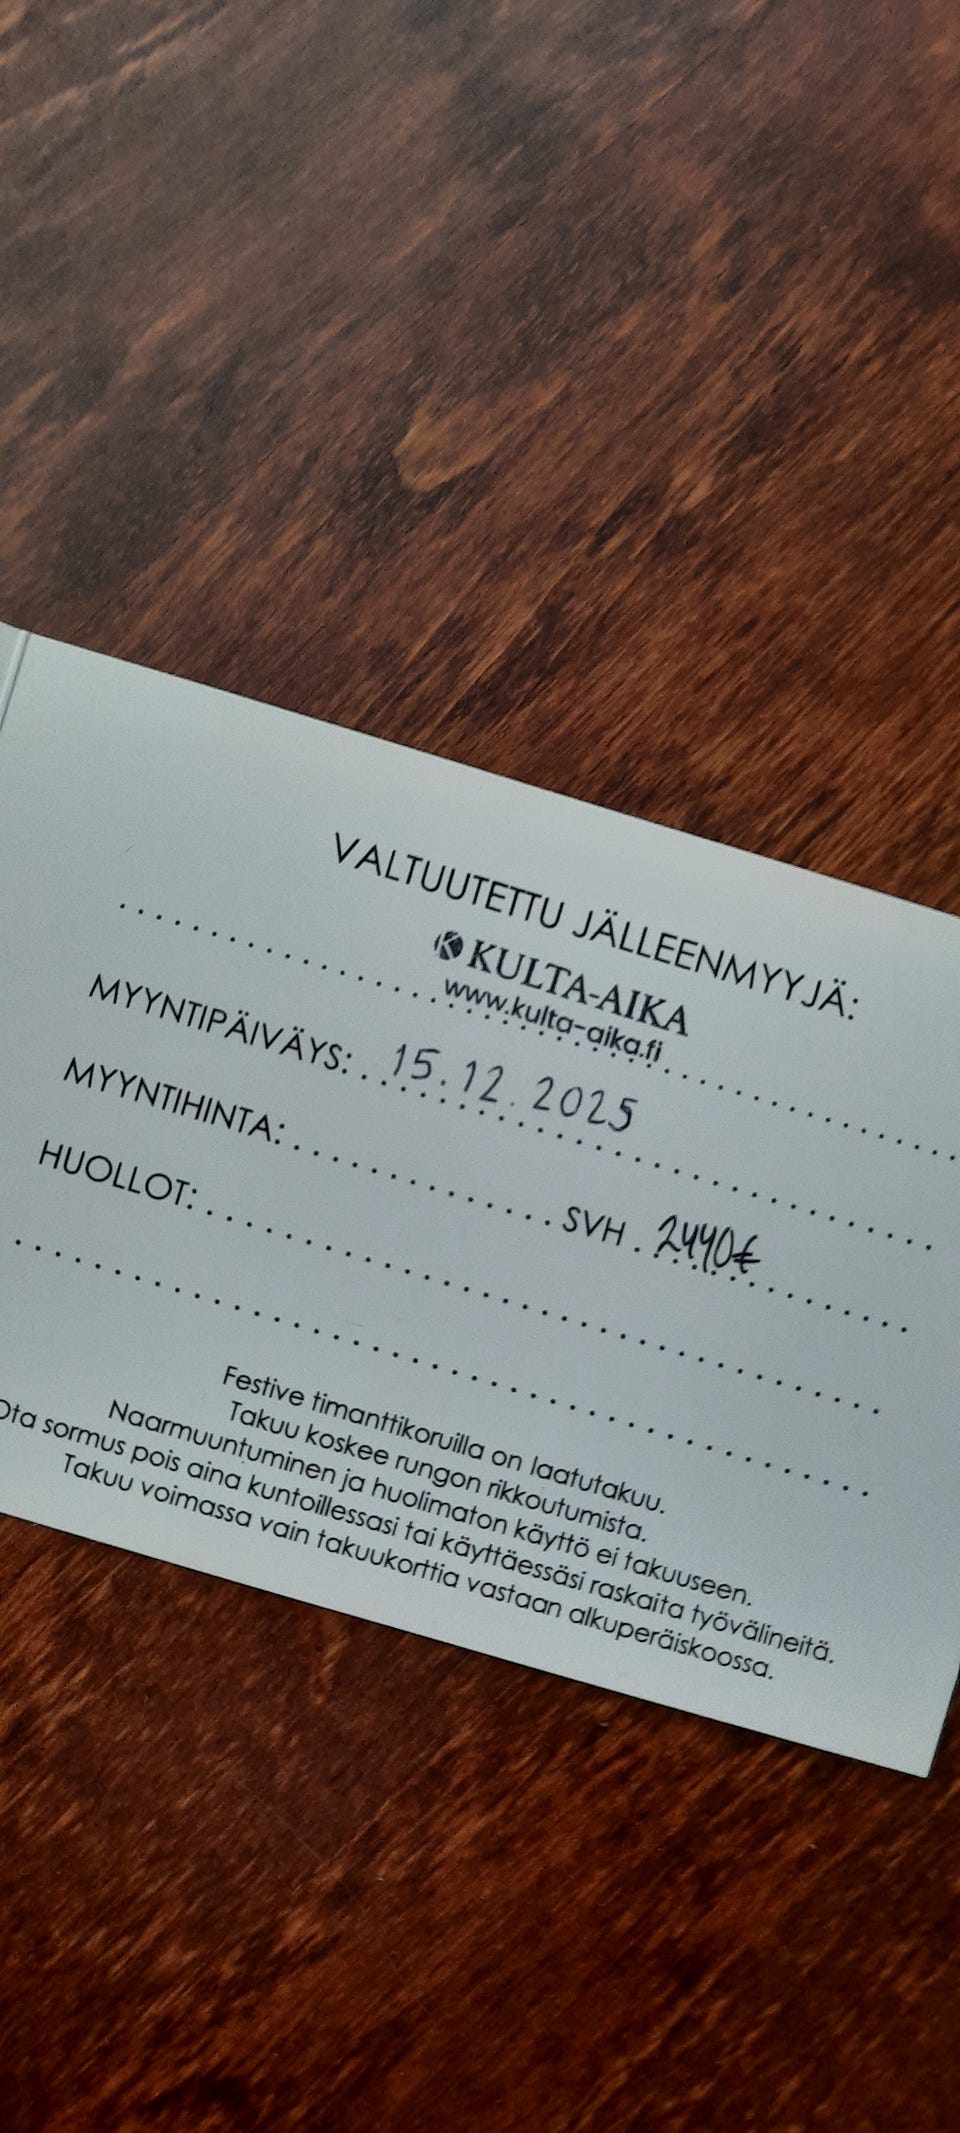 VALTUUTETTU JÄLLEENMYYJÄ:
KULTA-AIKA
www.kulta-aika.fi
MYYNTIPÄIVÄYS: 15.12.2025
MYYNTIHINTA: SVH. 2440€
HUOLLOT:
Festive timanttikoruilla on laatutakuu.
Takuu koskee rungon rikkoutumista.
Naarmuuntuminen ja huolimaton käyttö ei takuuseen.
Ota sormus pois aina kuntoillessasi tai käyttäessäsi raskaita työvälineitä.
Takuu voimassa vain takuukorttia vastaan alkuperäiskoossa.